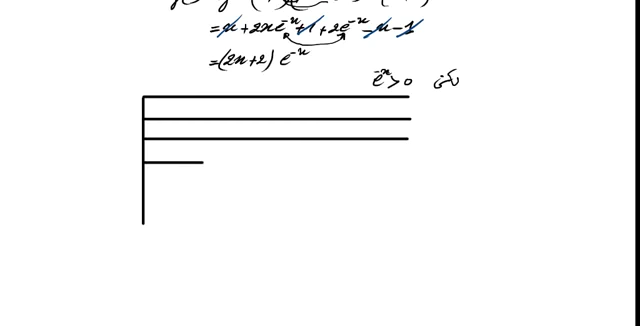 = x + 2xe^-x + 1 + 2e^-x - x - 1
= (2x+2) e^-x
e^-x > 0 لكن